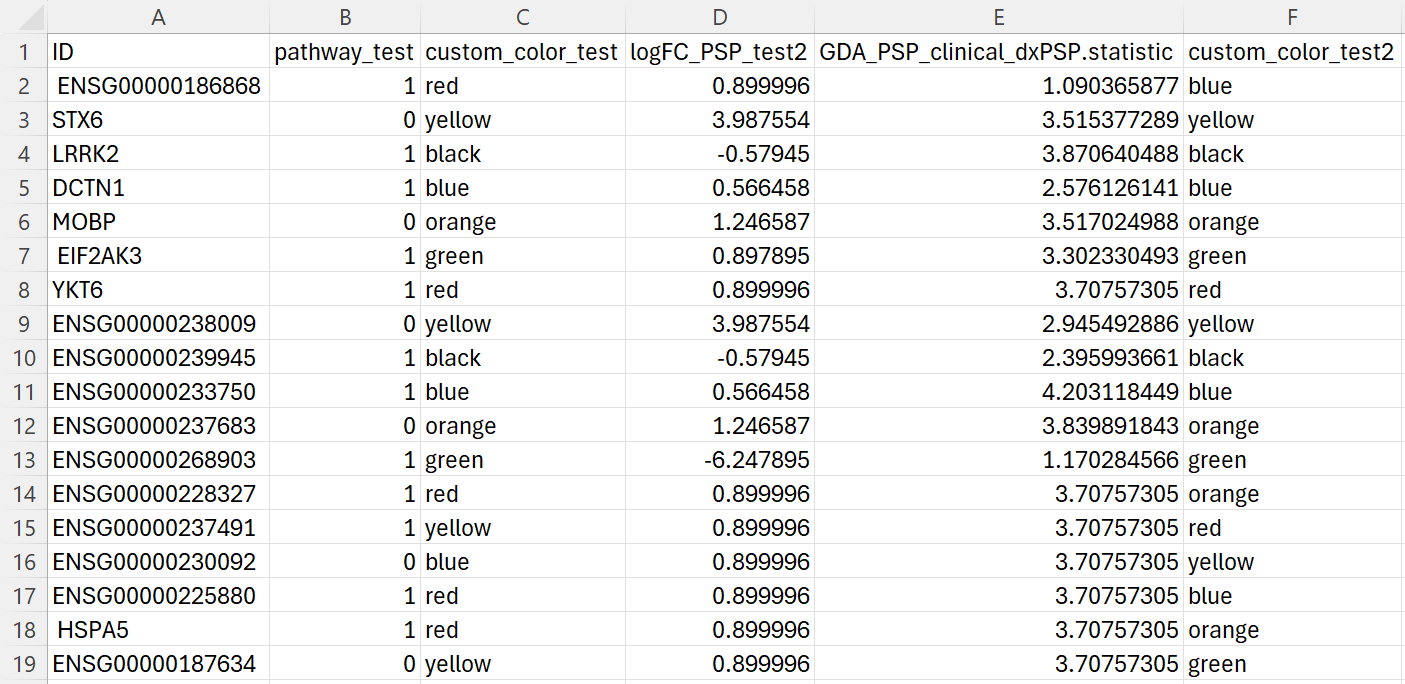 A B C D E F
1 ID pathway_test custom_color_test logFC_PSP_test2 GDA_PSP_clinical_dxPSP.statistic custom_color_test2
2 ENSG00000186868 1 red 0.899996 1.090365877 blue
3 STX6 0 yellow 3.987554 3.515377289 yellow
4 LRRK2 1 black -0.57945 3.870640488 black
5 DCTN1 1 blue 0.566458 2.576126141 blue
6 MOBP 0 orange 1.246587 3.517024988 orange
7 EIF2AK3 1 green 0.897895 3.302330493 green
8 YKT6 1 red 0.899996 3.70757305 red
9 ENSG00000238009 0 yellow 3.987554 2.945492886 yellow
10 ENSG00000239945 1 black -0.57945 2.395993661 black
11 ENSG00000233750 1 blue 0.566458 4.203118449 blue
12 ENSG00000237683 0 orange 1.246587 3.839891843 orange
13 ENSG00000268903 1 green -6.247895 1.170284566 green
14 ENSG00000228327 1 red 0.899996 3.70757305 orange
15 ENSG00000237491 1 yellow 0.899996 3.70757305 red
16 ENSG00000230092 0 blue 0.899996 3.70757305 yellow
17 ENSG00000225880 1 red 0.899996 3.70757305 blue
18 HSPA5 1 red 0.899996 3.70757305 orange
19 ENSG00000187634 0 yellow 0.899996 3.70757305 green